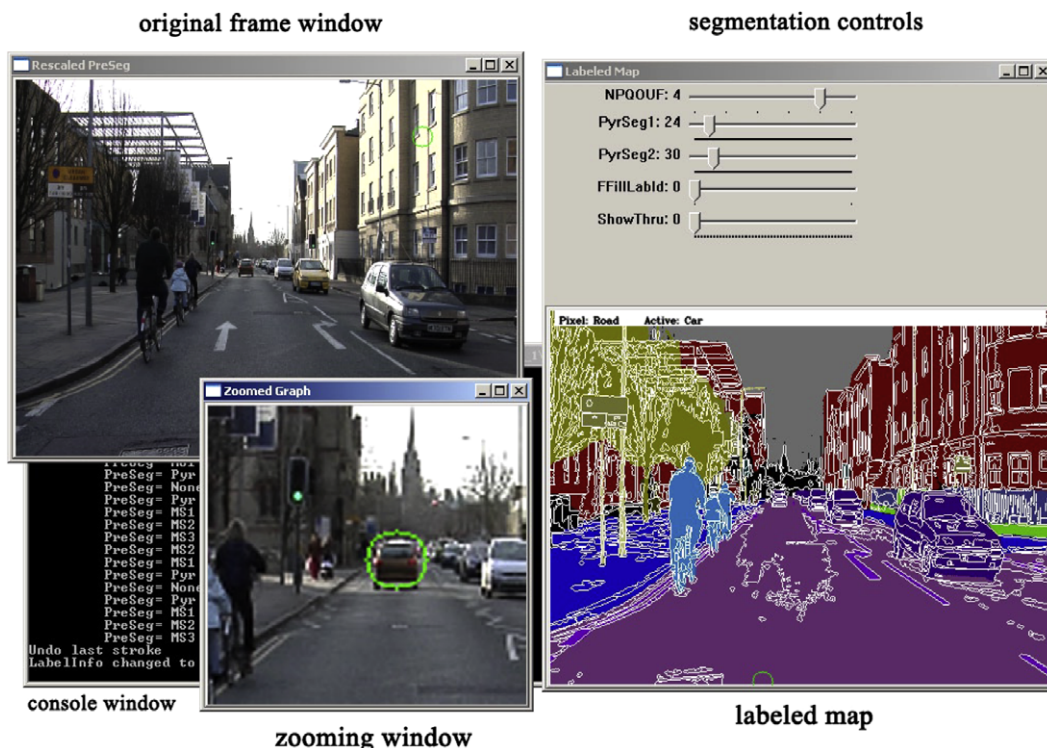 original frame window
segmentation controls
Rescaled PreSeg
Labeled Map
NPQOUF: 4
PyrSeg1: 24
PyrSeg2: 30
FFillLabId: 0
ShowThru: 0
Pixel: Road Active: Car
Zoomed Graph
PreSeg= MS1
PreSeg= Pyr
PreSeg= None
PreSeg= Pyr
PreSeg= MS1
PreSeg= MS3
PreSeg= MS2
PreSeg= MS1
PreSeg= Pyr
PreSeg= None
PreSeg= Pyr
PreSeg= MS1
PreSeg= MS2
PreSeg= MS3
Undo last stroke
LabelInfo changed to
console window
zooming window
labeled map